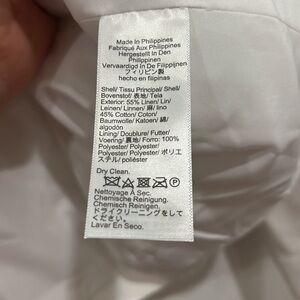 Made In Philippines
Fabriqué Aux Philippines
Hergestellt In Den
Philippinen
Vervaardigd In De Filippijnen
フィリピン製
hecho en filipinas
Shell/ Tissu Principal/ Shell/
Bovenstof/ 表地/ Tela
Exterior: 55% Linen/ Lin/
Leinen/ Linnen/ 麻/ lino
45% Cotton/ Coton/
Baumwolle/ Katoen/ 綿/
algodón
Lining/ Doublure/ Futter/
Voering/ 裏地/ Forro: 100%
Polyester/ Polyester/
Polyester/ Polyester/ ポリエ
ステル/ poliéster
Dry Clean.
P
Nettoyage À Sec.
Chemisch Reinigen.
Chemisch Reinigen.
ドライクリーニングをして
ください。
Lavar En Seco.